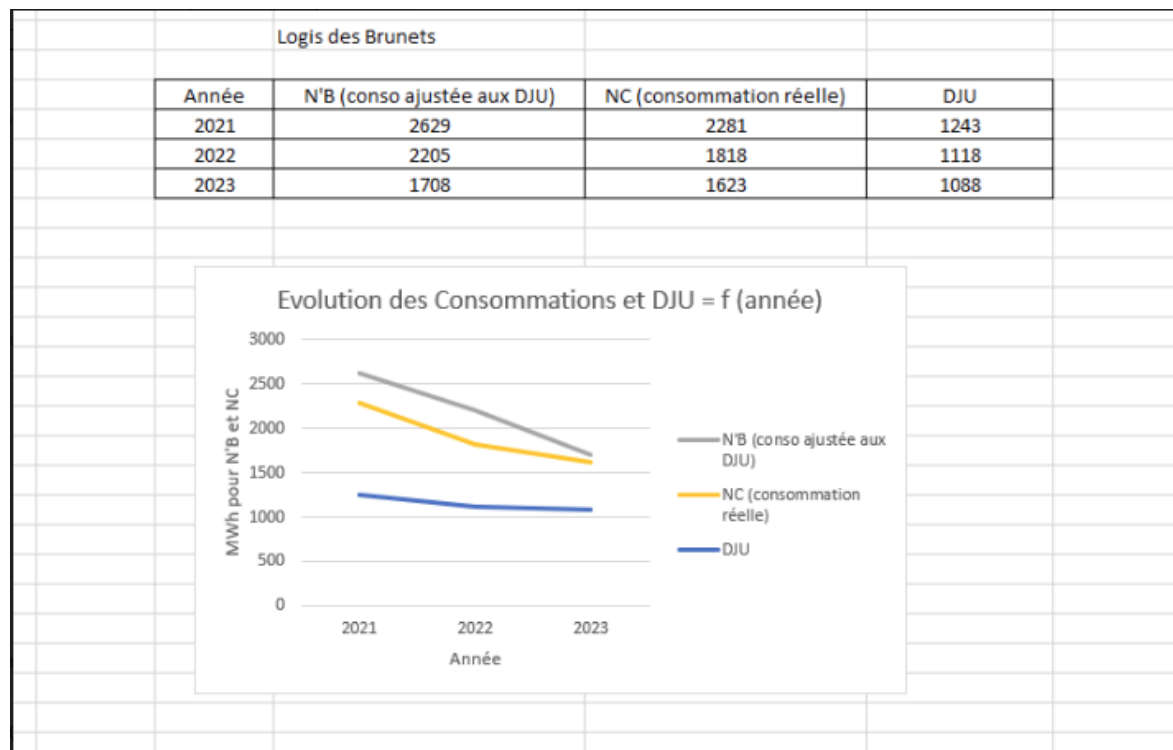 Logis des Brunets
Année N'B (conso ajustée aux DJU) NC (consommation réelle) DJU
2021 2629 2281 1243
2022 2205 1818 1118
2023 1708 1623 1088
Evolution des Consommations et DJU = f (année)
MWh pour N'B et NC
3000
2500
2000
1500
1000
500
0
2021 2022 2023
Année
N'B (conso ajustée aux
DJU)
NC (consommation
réelle)
DJU